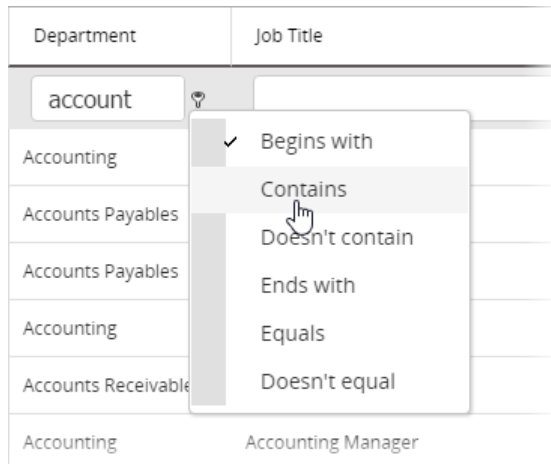 Department Job Title
account
Begins with
Accounting
Contains
Accounts Payables
Doesn't contain
Accounts Payables
Ends with
Accounting
Equals
Accounts Receivable
Doesn't equal
Accounting Accounting Manager